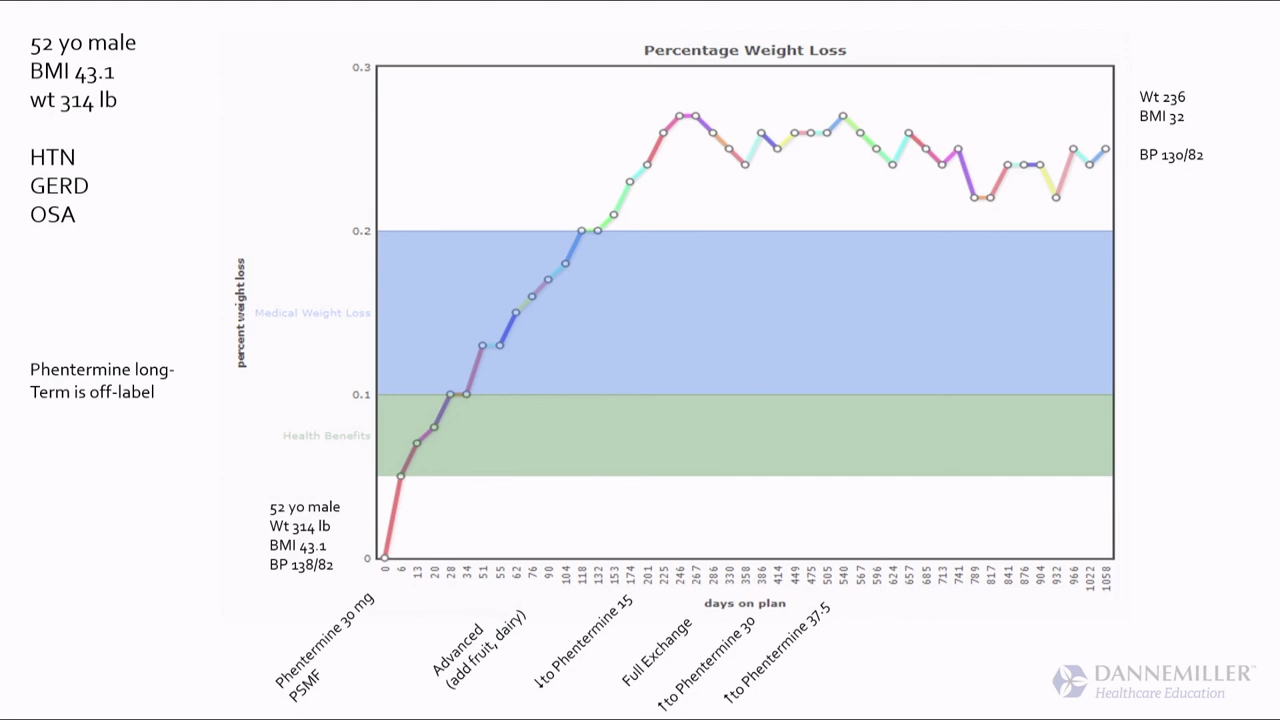 52 yo male
BMI 43.1
wt 314 lb
HTN
GERD
OSA
Phentermine long-
Term is off-label
Percentage Weight Loss
0.3
0.2
0.1
0
percent weight loss
Medical Weight Loss
Health Benefits
52 yo male
Wt 314 lb
BMI 43.1
BP 138/82
0 6 13 20 28 34 51 55 62 76 90 104 118 132 153 174 201 225 246 267 286 330 358 386 414 449 475 505 540 567 596 624 657 685 713 741 789 817 841 876 904 932 966 1022 1058
days on plan
Phentermine 30 mg
PSMF
Advanced
(add fruit, dairy)
↓to Phentermine 15
Full Exchange
↑to Phentermine 30
↑to Phentermine 37.5
Wt 236
BMI 32
BP 130/82
DANNEMILLER™
Healthcare Education